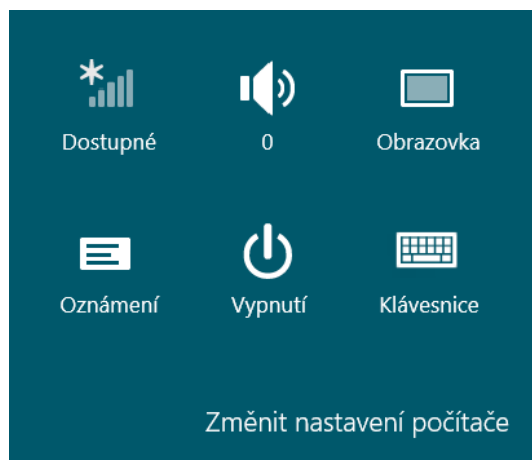 Dostupné
0
Obrazovka
Oznámení
Vypnutí
Klávesnice
Změnit nastavení počítače